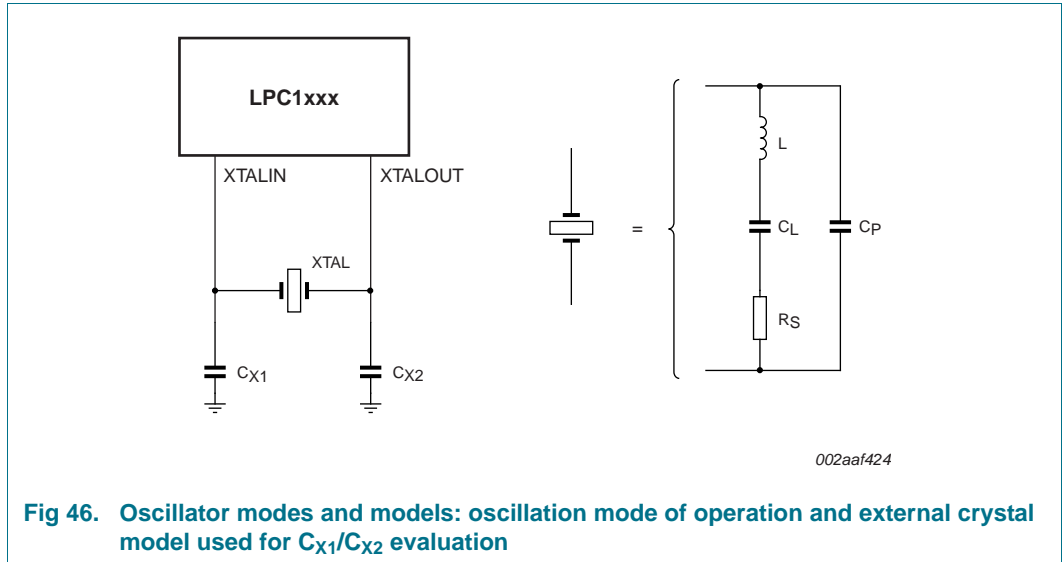 LPC1xxx
XTALIN
XTALOUT
XTAL
CX1
CX2
=
L
CL
CP
RS
002aaf424
Fig 46. Oscillator modes and models: oscillation mode of operation and external crystal
model used for CX1/CX2 evaluation